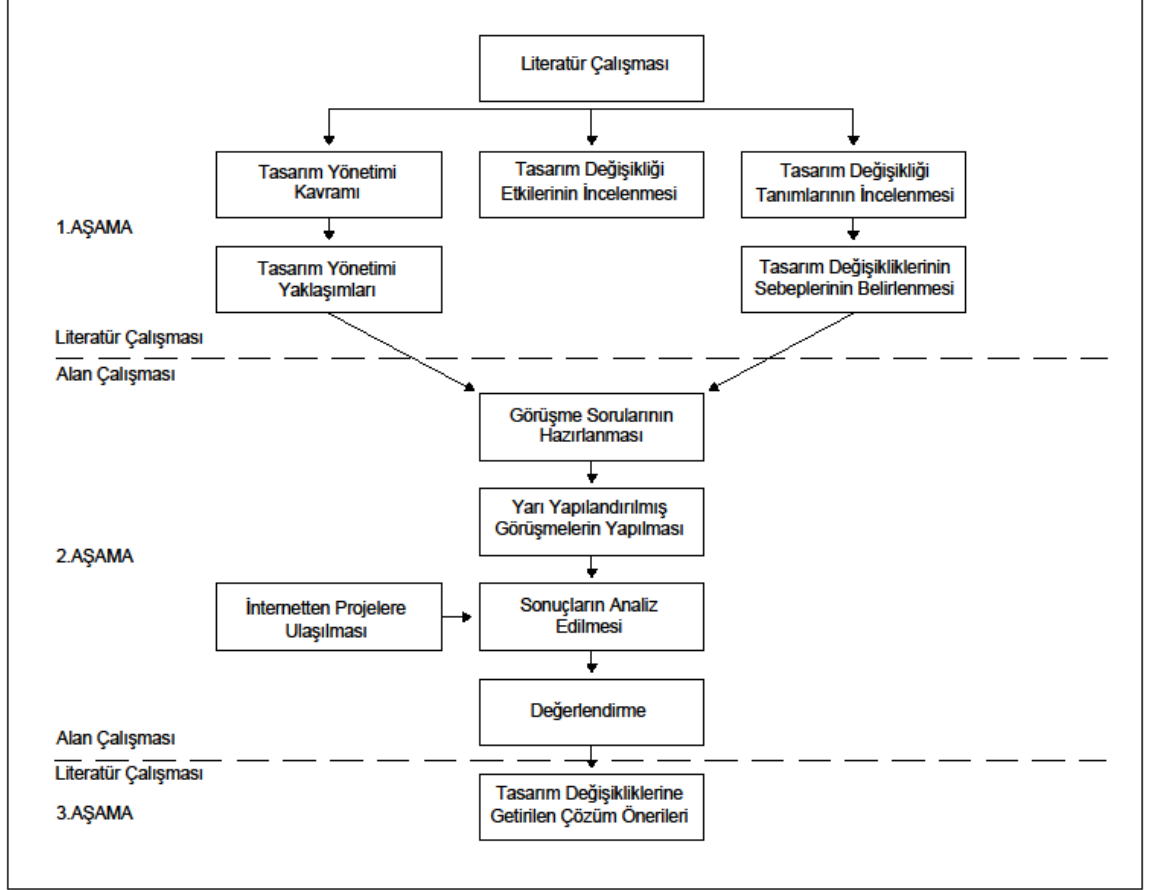 Literatür Çalışması
Tasarım Yönetimi
Kavramı
Tasarım Değişikliği
Etkilerinin İncelenmesi
Tasarım Değişikliği
Tanımlarının İncelenmesi
1.AŞAMA
Tasarım Yönetimi
Yaklaşımları
Tasarım Değişikliklerinin
Sebeplerinin Belirlenmesi
Literatür Çalışması
Alan Çalışması
Görüşme Sorularının
Hazırlanması
Yarı Yapılandırılmış
Görüşmelerin Yapılması
2.AŞAMA
İnternetten Projelere
Ulaşılması
Sonuçların Analiz
Edilmesi
Değerlendirme
Alan Çalışması
Literatür Çalışması
3.AŞAMA
Tasarım Değişikliklerine
Getirilen Çözüm Önerileri